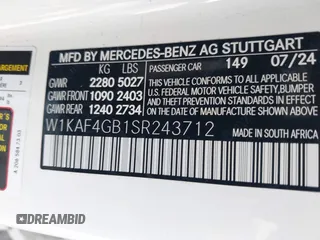 MFD BY MERCEDES-BENZ AG STUTTGART
KG LBS PASSENGER CAR 149 07/24
GVWR 2280 5027
GAWR FRONT 1090 2403
GAWR REAR 1240 2734
THIS VEHICLE CONFORMS TO ALL APPLICABLE
U.S. FEDERAL MOTOR VEHICLE SAFETY, BUMPER,
AND THEFT PREVENTION STANDARDS IN EFFECT
ON THE DATE OF MANUFACTURE SHOWN ABOVE.
W1KAF4GB1SR243712
MADE IN SOUTH AFRICA
DREAMBID